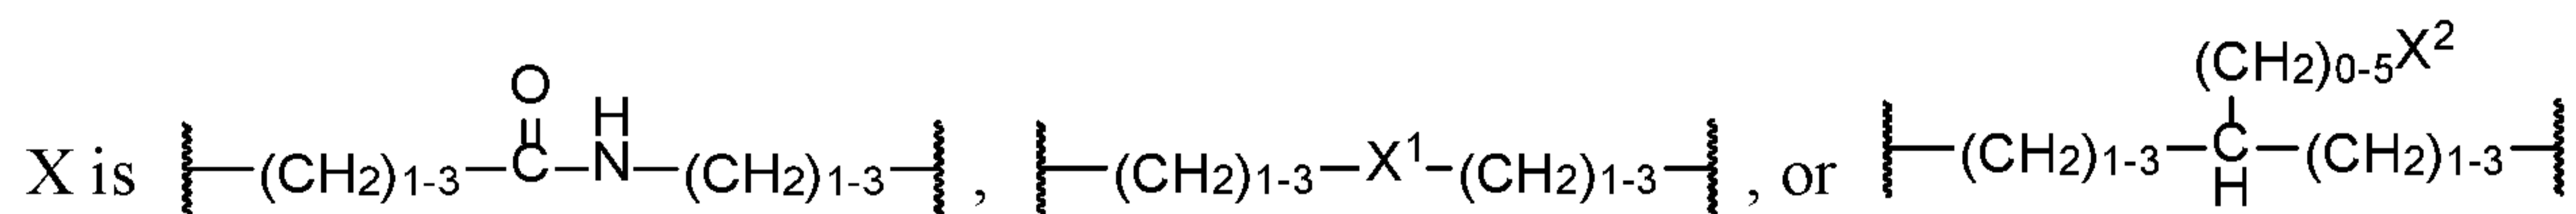 X is (CH2)1-3-C(=O)-N(H)-(CH2)1-3 , (CH2)1-3-X¹-(CH2)1-3 , or (CH2)1-3-CH((CH2)0-5X²)-(CH2)1-3